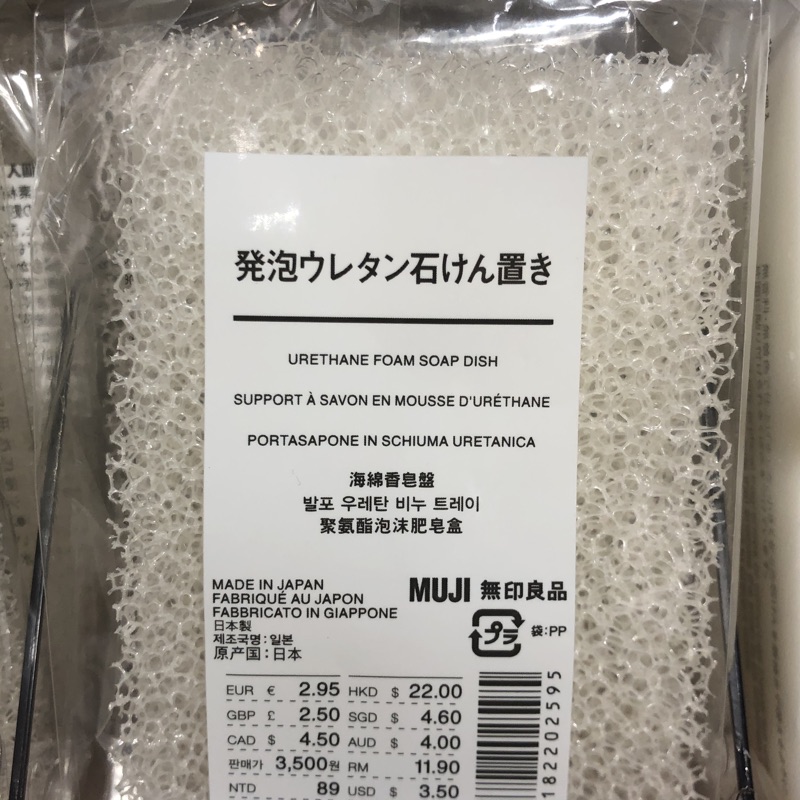 発泡ウレタン石けん置き
URETHANE FOAM SOAP DISH
SUPPORT À SAVON EN MOUSSE D'URÉTHANE
PORTASAPONE IN SCHIUMA URETANICA
海綿香皂盤
발포 우레탄 비누 트레이
聚氨酯泡沫肥皂盒
MADE IN JAPAN
FABRIQUÉ AU JAPON
FABBRICATO IN GIAPPONE
日本製
제조국명:일본
原产国:日本
MUJI 無印良品
プラ 袋:PP
EUR € 2.95 HKD $ 22.00
GBP £ 2.50 SGD $ 4.60
CAD $ 4.50 AUD $ 4.00
판매가 3,500원 RM 11.90
NTD 89 USD $ 3.50
1822202595